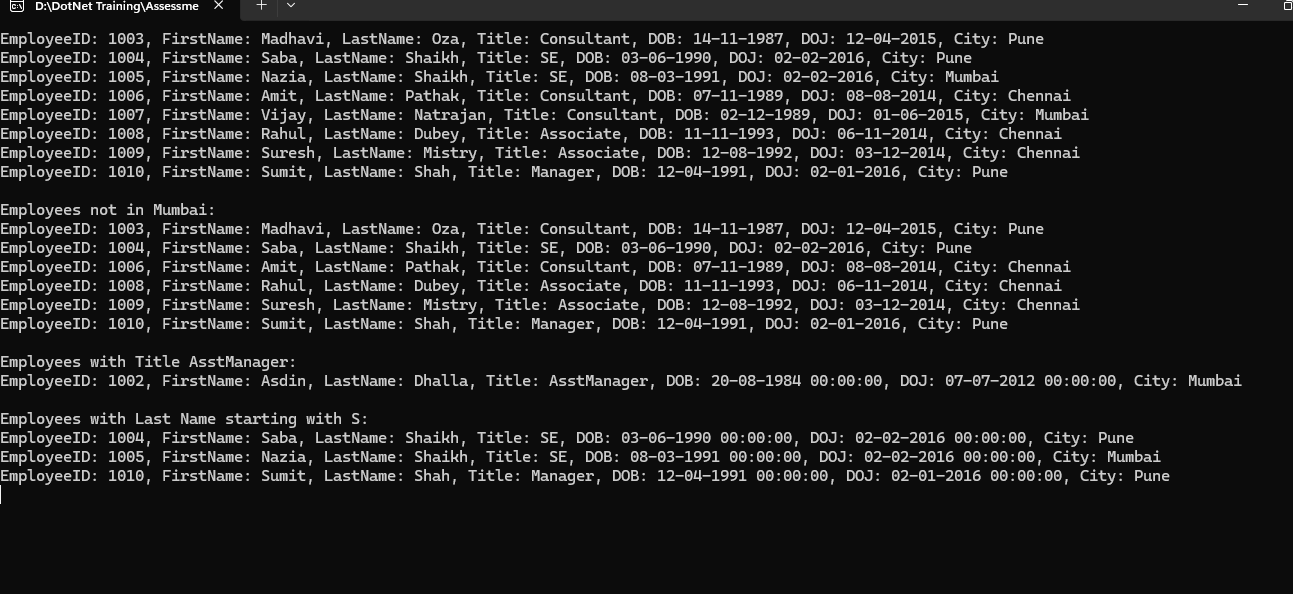 D:\DotNet Training\Assessme
EmployeeID: 1003, FirstName: Madhavi, LastName: Oza, Title: Consultant, DOB: 14-11-1987, DOJ: 12-04-2015, City: Pune
EmployeeID: 1004, FirstName: Saba, LastName: Shaikh, Title: SE, DOB: 03-06-1990, DOJ: 02-02-2016, City: Pune
EmployeeID: 1005, FirstName: Nazia, LastName: Shaikh, Title: SE, DOB: 08-03-1991, DOJ: 02-02-2016, City: Mumbai
EmployeeID: 1006, FirstName: Amit, LastName: Pathak, Title: Consultant, DOB: 07-11-1989, DOJ: 08-08-2014, City: Chennai
EmployeeID: 1007, FirstName: Vijay, LastName: Natrajan, Title: Consultant, DOB: 02-12-1989, DOJ: 01-06-2015, City: Mumbai
EmployeeID: 1008, FirstName: Rahul, LastName: Dubey, Title: Associate, DOB: 11-11-1993, DOJ: 06-11-2014, City: Chennai
EmployeeID: 1009, FirstName: Suresh, LastName: Mistry, Title: Associate, DOB: 12-08-1992, DOJ: 03-12-2014, City: Chennai
EmployeeID: 1010, FirstName: Sumit, LastName: Shah, Title: Manager, DOB: 12-04-1991, DOJ: 02-01-2016, City: Pune
Employees not in Mumbai:
EmployeeID: 1003, FirstName: Madhavi, LastName: Oza, Title: Consultant, DOB: 14-11-1987, DOJ: 12-04-2015, City: Pune
EmployeeID: 1004, FirstName: Saba, LastName: Shaikh, Title: SE, DOB: 03-06-1990, DOJ: 02-02-2016, City: Pune
EmployeeID: 1006, FirstName: Amit, LastName: Pathak, Title: Consultant, DOB: 07-11-1989, DOJ: 08-08-2014, City: Chennai
EmployeeID: 1008, FirstName: Rahul, LastName: Dubey, Title: Associate, DOB: 11-11-1993, DOJ: 06-11-2014, City: Chennai
EmployeeID: 1009, FirstName: Suresh, LastName: Mistry, Title: Associate, DOB: 12-08-1992, DOJ: 03-12-2014, City: Chennai
EmployeeID: 1010, FirstName: Sumit, LastName: Shah, Title: Manager, DOB: 12-04-1991, DOJ: 02-01-2016, City: Pune
Employees with Title AsstManager:
EmployeeID: 1002, FirstName: Asdin, LastName: Dhalla, Title: AsstManager, DOB: 20-08-1984 00:00:00, DOJ: 07-07-2012 00:00:00, City: Mumbai
Employees with Last Name starting with S:
EmployeeID: 1004, FirstName: Saba, LastName: Shaikh, Title: SE, DOB: 03-06-1990 00:00:00, DOJ: 02-02-2016 00:00:00, City: Pune
EmployeeID: 1005, FirstName: Nazia, LastName: Shaikh, Title: SE, DOB: 08-03-1991 00:00:00, DOJ: 02-02-2016 00:00:00, City: Mumbai
EmployeeID: 1010, FirstName: Sumit, LastName: Shah, Title: Manager, DOB: 12-04-1991 00:00:00, DOJ: 02-01-2016 00:00:00, City: Pune